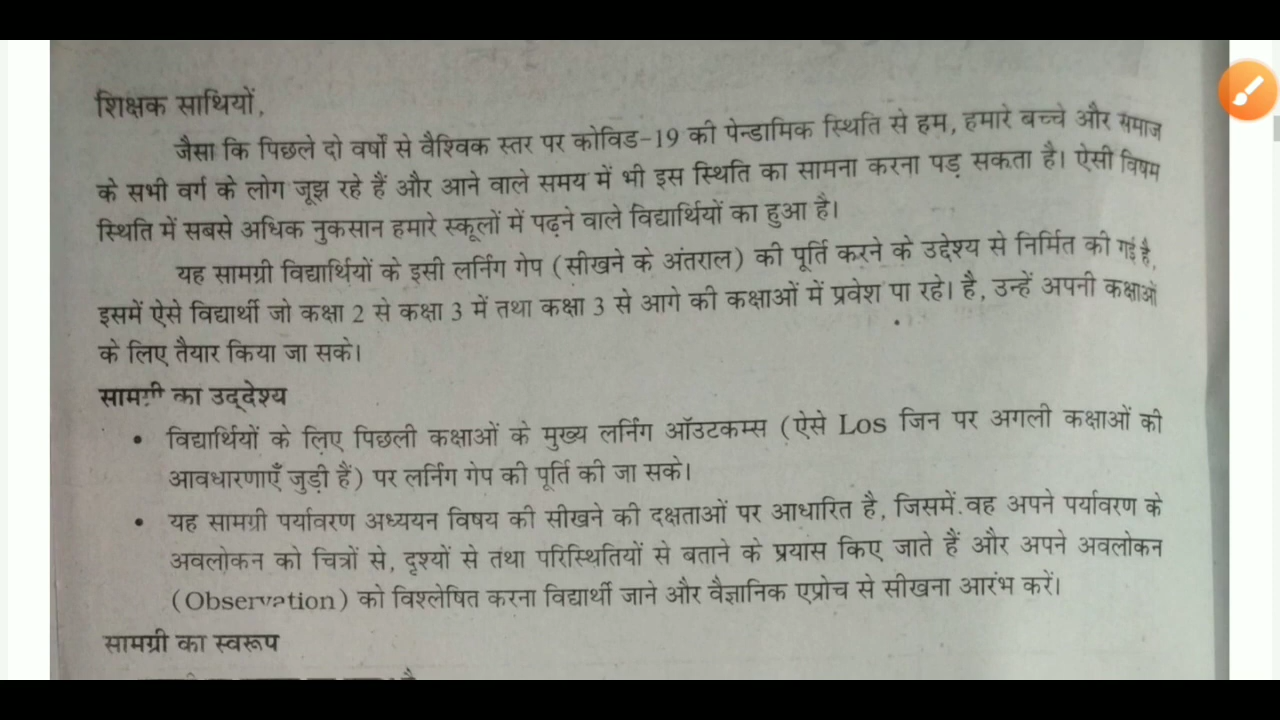 शिक्षक साथियों,
जैसा कि पिछले दो वर्षों से वैश्विक स्तर पर कोविड-19 की पेन्डामिक स्थिति से हम, हमारे बच्चे और समाज
के सभी वर्ग के लोग जूझ रहे हैं और आने वाले समय में भी इस स्थिति का सामना करना पड़ सकता है। ऐसी विषम
स्थिति में सबसे अधिक नुकसान हमारे स्कूलों में पढ़ने वाले विद्यार्थियों का हुआ है।
यह सामग्री विद्यार्थियों के इसी लर्निंग गेप (सीखने के अंतराल) की पूर्ति करने के उद्देश्य से निर्मित की गई है,
इसमें ऐसे विद्यार्थी जो कक्षा 2 से कक्षा 3 में तथा कक्षा 3 से आगे की कक्षाओं में प्रवेश पा रहे। है, उन्हें अपनी कक्षाओं
के लिए तैयार किया जा सके।
सामग्री का उद्देश्य
• विद्यार्थियों के लिए पिछली कक्षाओं के मुख्य लर्निंग ऑउटकम्स (ऐसे Los जिन पर अगली कक्षाओं की
आवधारणाएँ जुड़ी हैं) पर लर्निंग गेप की पूर्ति की जा सके।
• यह सामग्री पर्यावरण अध्ययन विषय की सीखने की दक्षताओं पर आधारित है, जिसमें वह अपने पर्यावरण के
अवलोकन को चित्रों से, दृश्यों से तथा परिस्थितियों से बताने के प्रयास किए जाते हैं और अपने अवलोकन
(Observation) को विश्लेषित करना विद्यार्थी जाने और वैज्ञानिक एप्रोच से सीखना आरंभ करें।
सामग्री का स्वरूप